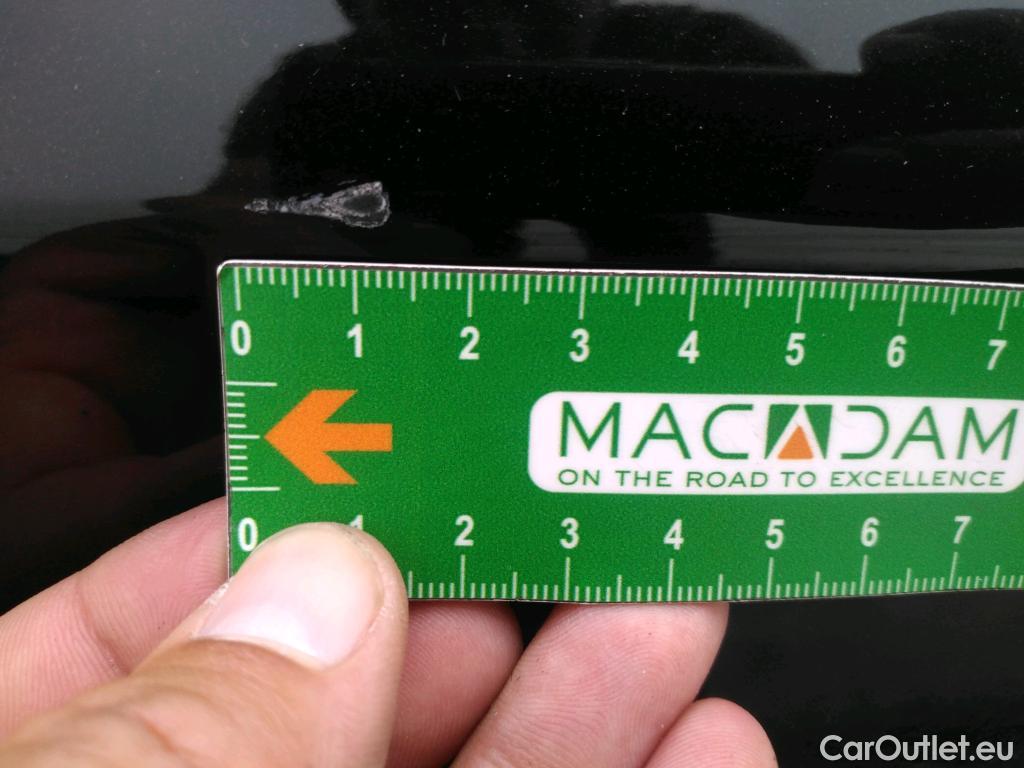 0 1 2 3 4 5 6 7
MACADAM
ON THE ROAD TO EXCELLENCE
0 1 2 3 4 5 6 7
CarOutlet.eu